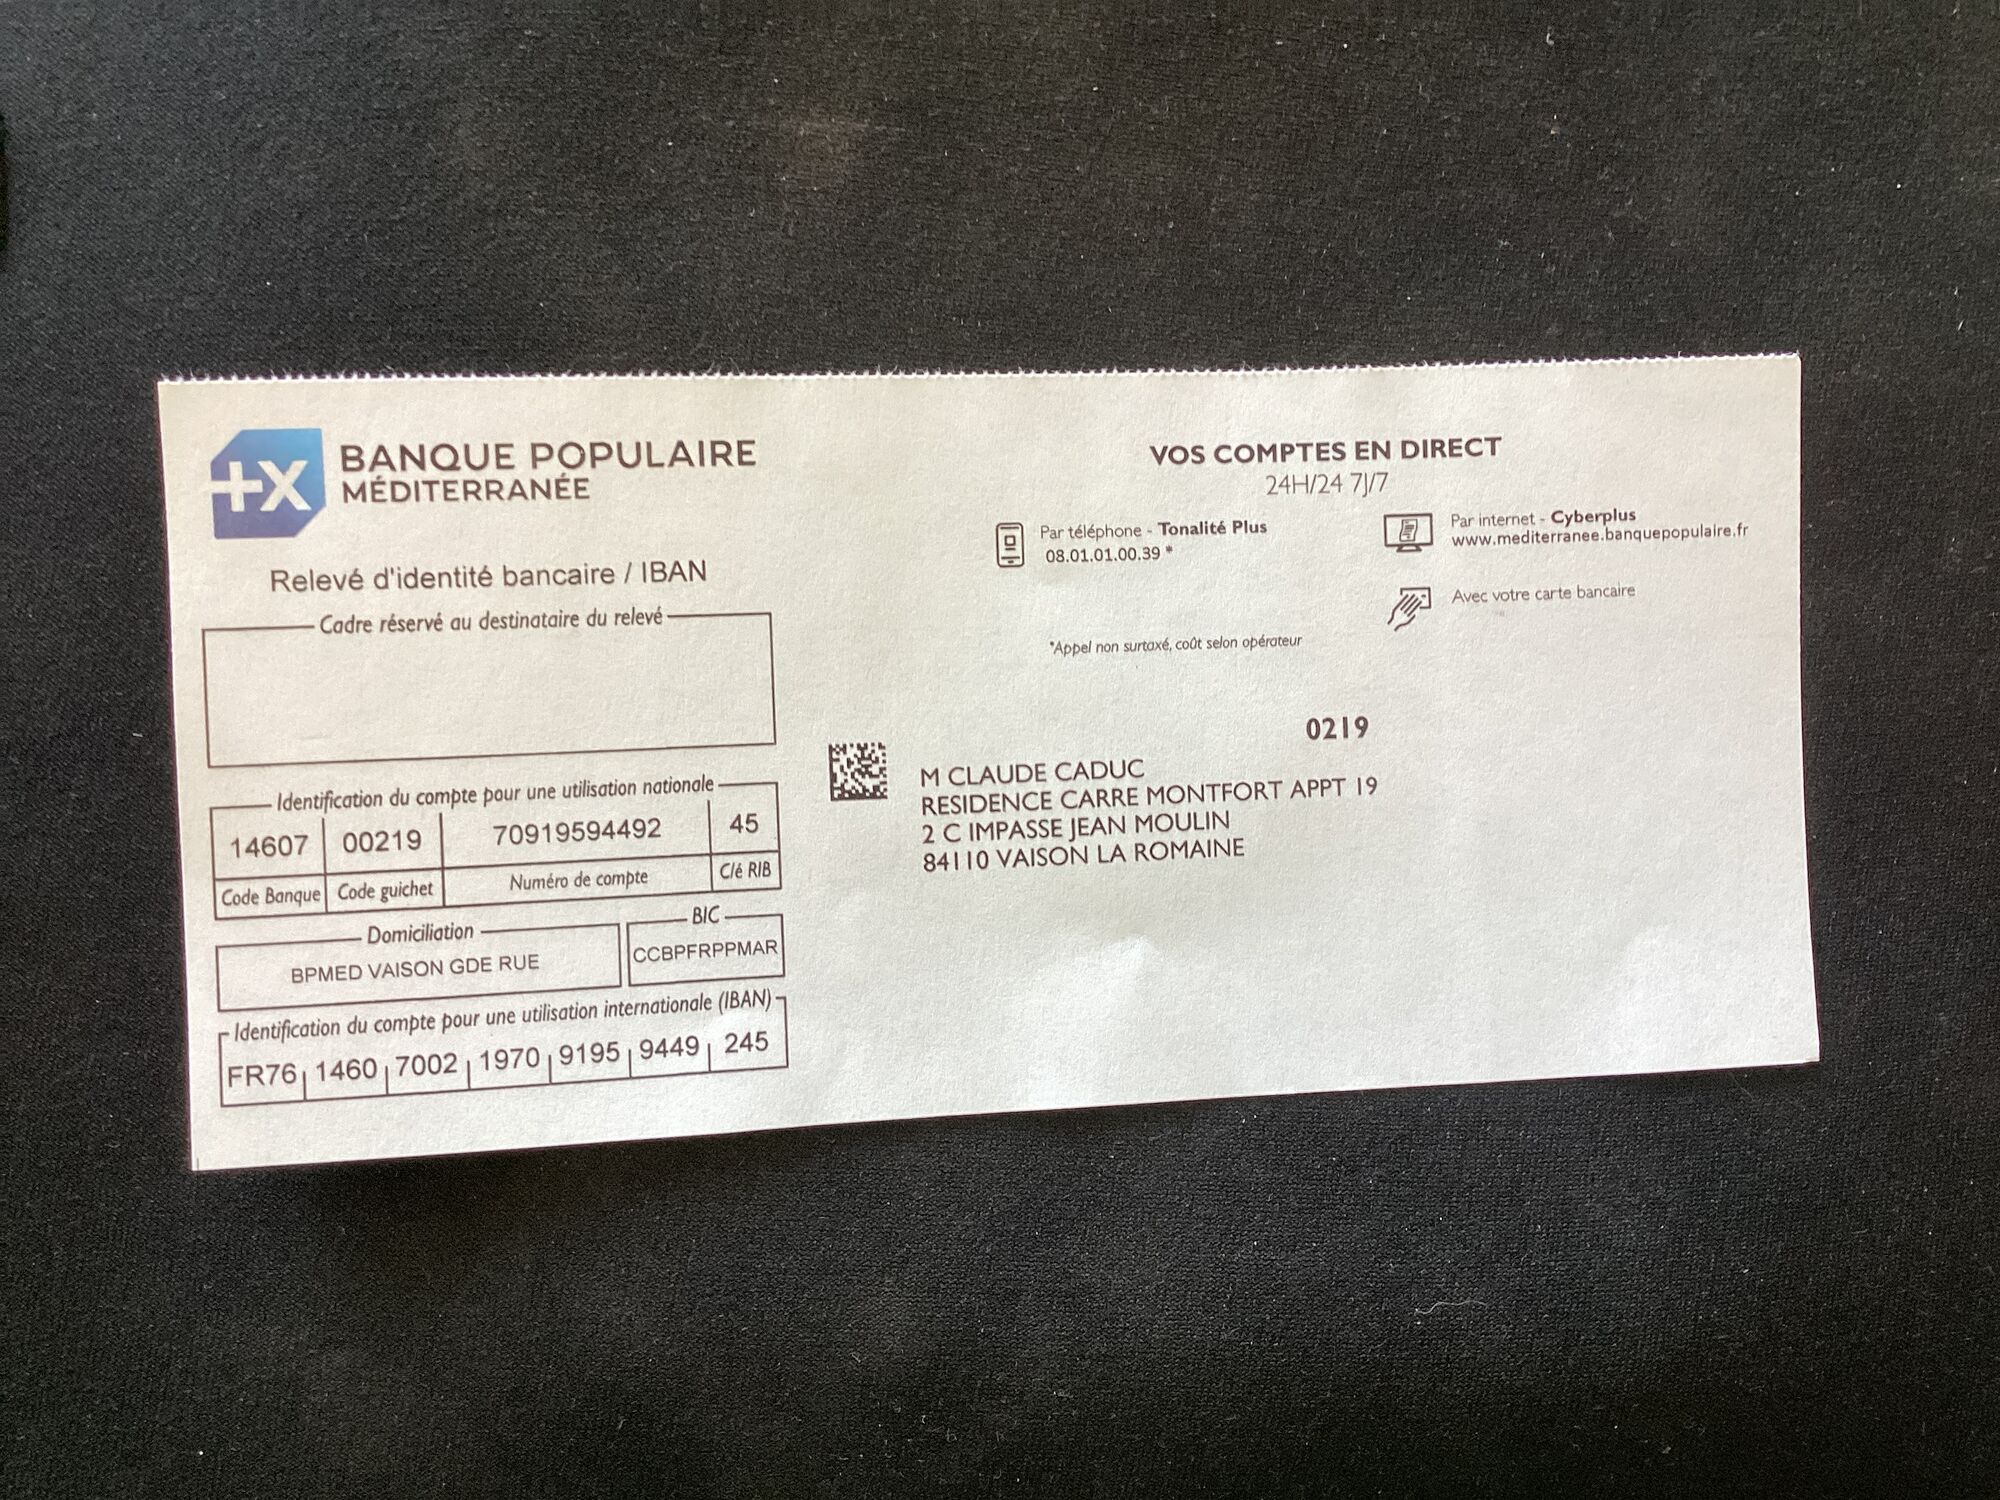 +X
BANQUE POPULAIRE
MÉDITERRANÉE
Relevé d'identité bancaire / IBAN
Cadre réservé au destinataire du relevé
Identification du compte pour une utilisation nationale
14607 00219 70919594492 45
Code Banque Code guichet Numéro de compte Clé RIB
Domiciliation
BPMED VAISON GDE RUE
BIC
CCBPFRPPMAR
Identification du compte pour une utilisation internationale (IBAN)
FR76 1460 7002 1970 9195 9449 245
VOS COMPTES EN DIRECT
24H/24 7J/7
Par téléphone - Tonalité Plus
08.01.01.00.39 *
Par internet - Cyberplus
www.mediterranee.banquepopulaire.fr
Avec votre carte bancaire
*Appel non surtaxé, coût selon opérateur
0219
M CLAUDE CADUC
RESIDENCE CARRE MONTFORT APPT 19
2 C IMPASSE JEAN MOULIN
84110 VAISON LA ROMAINE